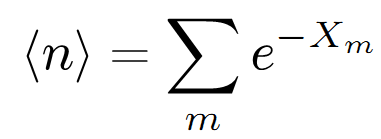 ⟨n⟩ = ∑_m e^{-X_m}